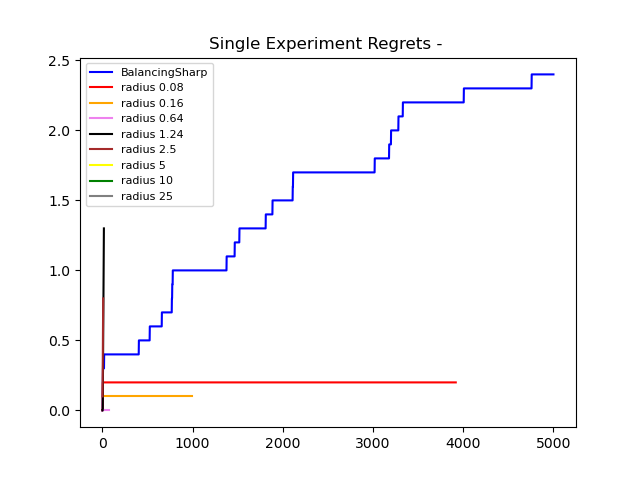 Single Experiment Regrets -
2.5
2.0
1.5
1.0
0.5
0.0
BalancingSharp
radius 0.08
radius 0.16
radius 0.64
radius 1.24
radius 2.5
radius 5
radius 10
radius 25
0 1000 2000 3000 4000 5000